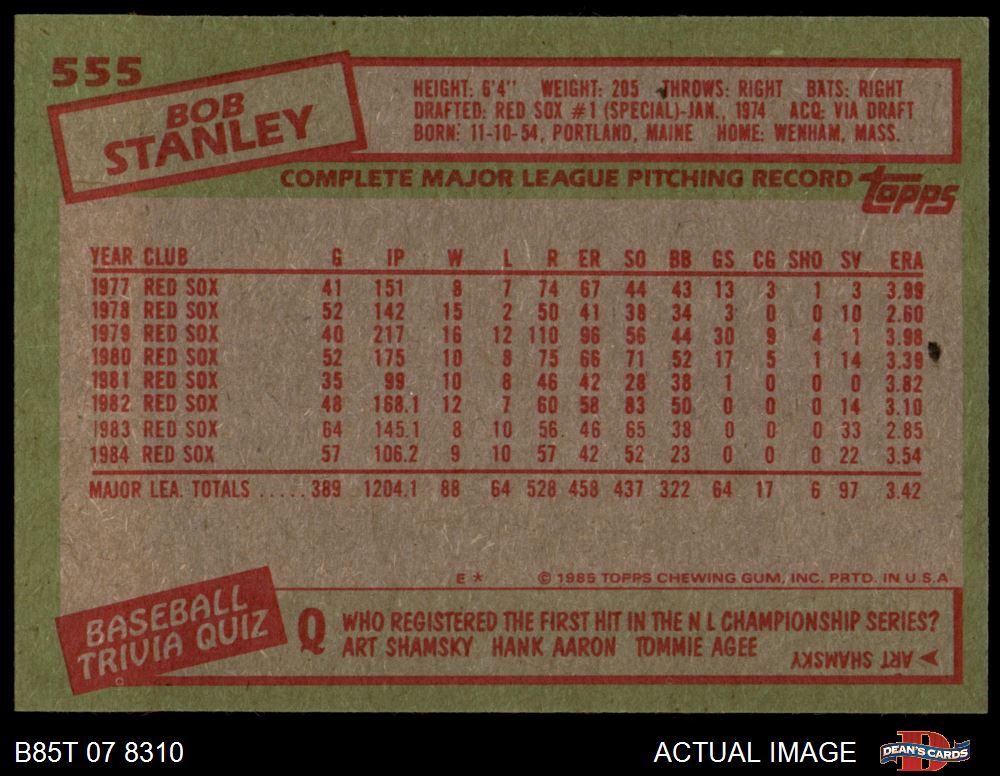 555
BOB
STANLEY
HEIGHT: 6'4" WEIGHT: 205 THROWS: RIGHT BATS: RIGHT
DRAFTED: RED SOX #1 (SPECIAL)-JAN., 1974 ACQ: VIA DRAFT
BORN: 11-10-54, PORTLAND, MAINE HOME: WENHAM, MASS.
COMPLETE MAJOR LEAGUE PITCHING RECORD topps
YEAR CLUB G IP W L R ER SO BB GS CG SHO SV ERA
1977 RED SOX 41 151 8 7 74 67 44 43 13 3 1 3 3.99
1978 RED SOX 52 142 15 2 50 41 38 34 3 0 0 10 2.60
1979 RED SOX 40 217 16 12 110 96 56 44 30 9 4 1 3.98
1980 RED SOX 52 175 10 8 75 66 71 52 17 5 1 14 3.39
1981 RED SOX 35 99 10 8 46 42 28 38 1 0 0 0 3.82
1982 RED SOX 48 168.1 12 7 60 58 83 50 0 0 0 14 3.10
1983 RED SOX 64 145.1 8 10 56 46 65 38 0 0 0 33 2.85
1984 RED SOX 57 106.2 9 10 57 42 52 23 0 0 0 22 3.54
MAJOR LEA. TOTALS .....389 1204.1 88 64 528 458 437 322 64 17 6 97 3.42
E * © 1985 TOPPS CHEWING GUM, INC. PRTD. IN U.S.A
BASEBALL
TRIVIA QUIZ
Q WHO REGISTERED THE FIRST HIT IN THE N L CHAMPIONSHIP SERIES?
ART SHAMSKY HANK AARON TOMMIE AGEE
ART SHAMSKY
B85T 07 8310
ACTUAL IMAGE
DEAN'S CARDS